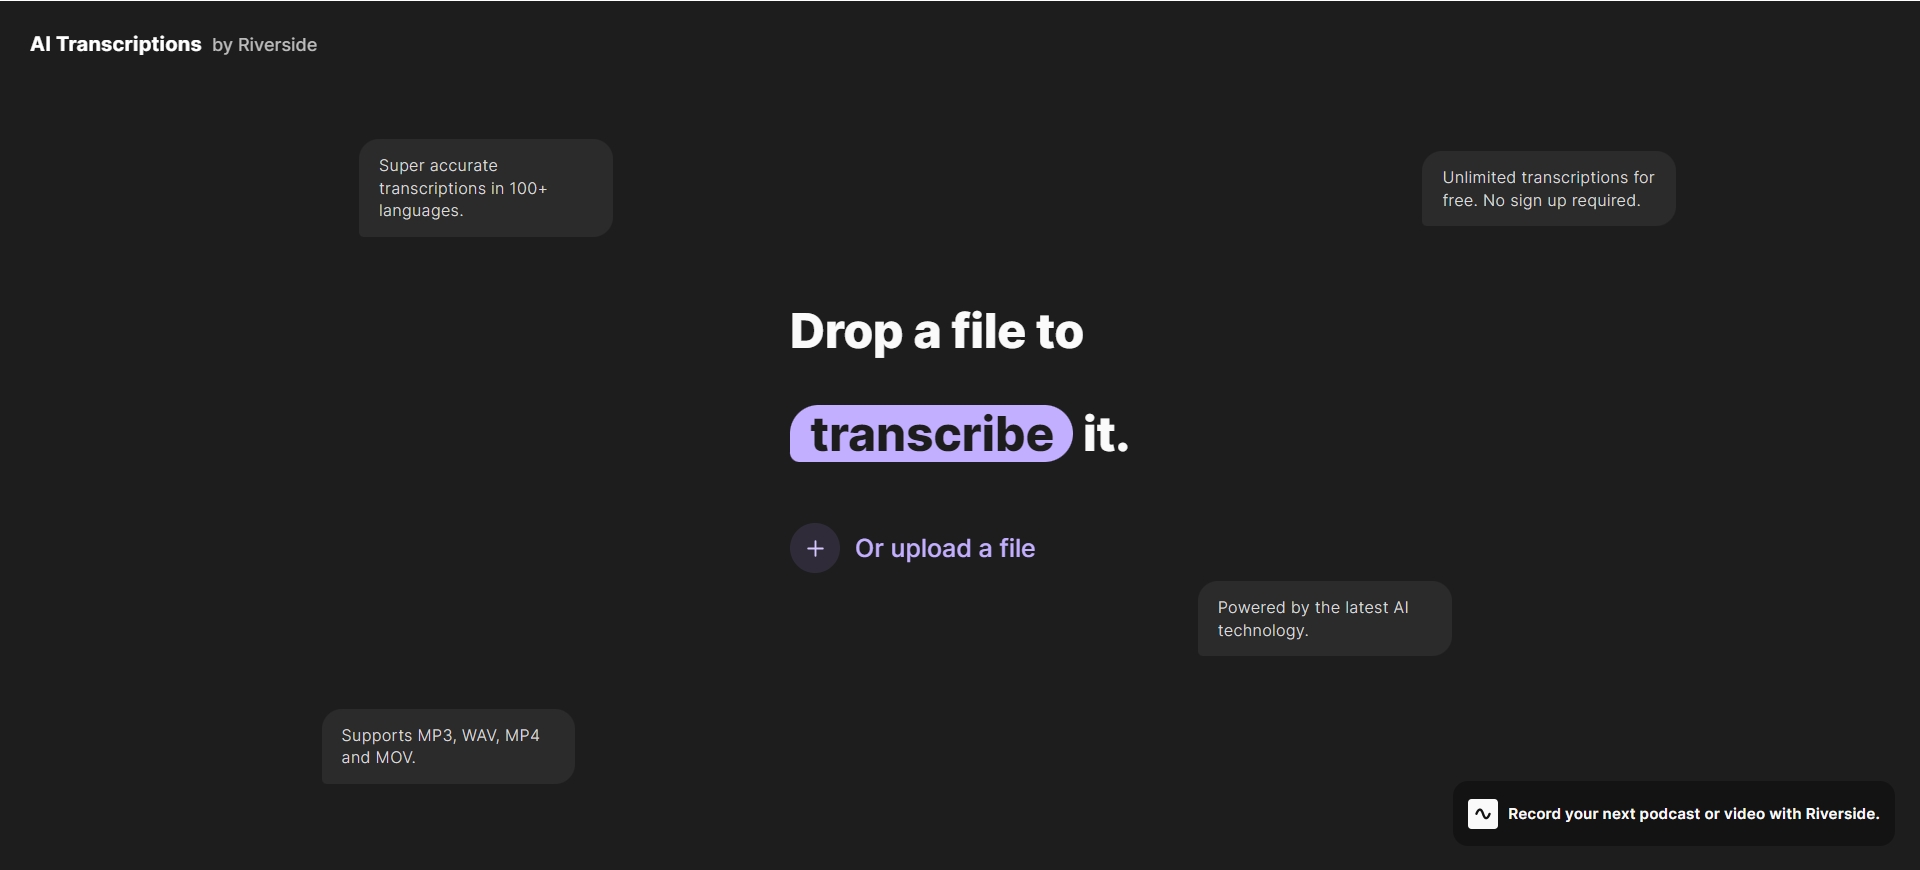 AI Transcriptions by Riverside
Super accurate
transcriptions in 100+
languages.
Unlimited transcriptions for
free. No sign up required.
Drop a file to
transcribe it.
Or upload a file
Powered by the latest AI
technology.
Supports MP3, WAV, MP4
and MOV.
Record your next podcast or video with Riverside.